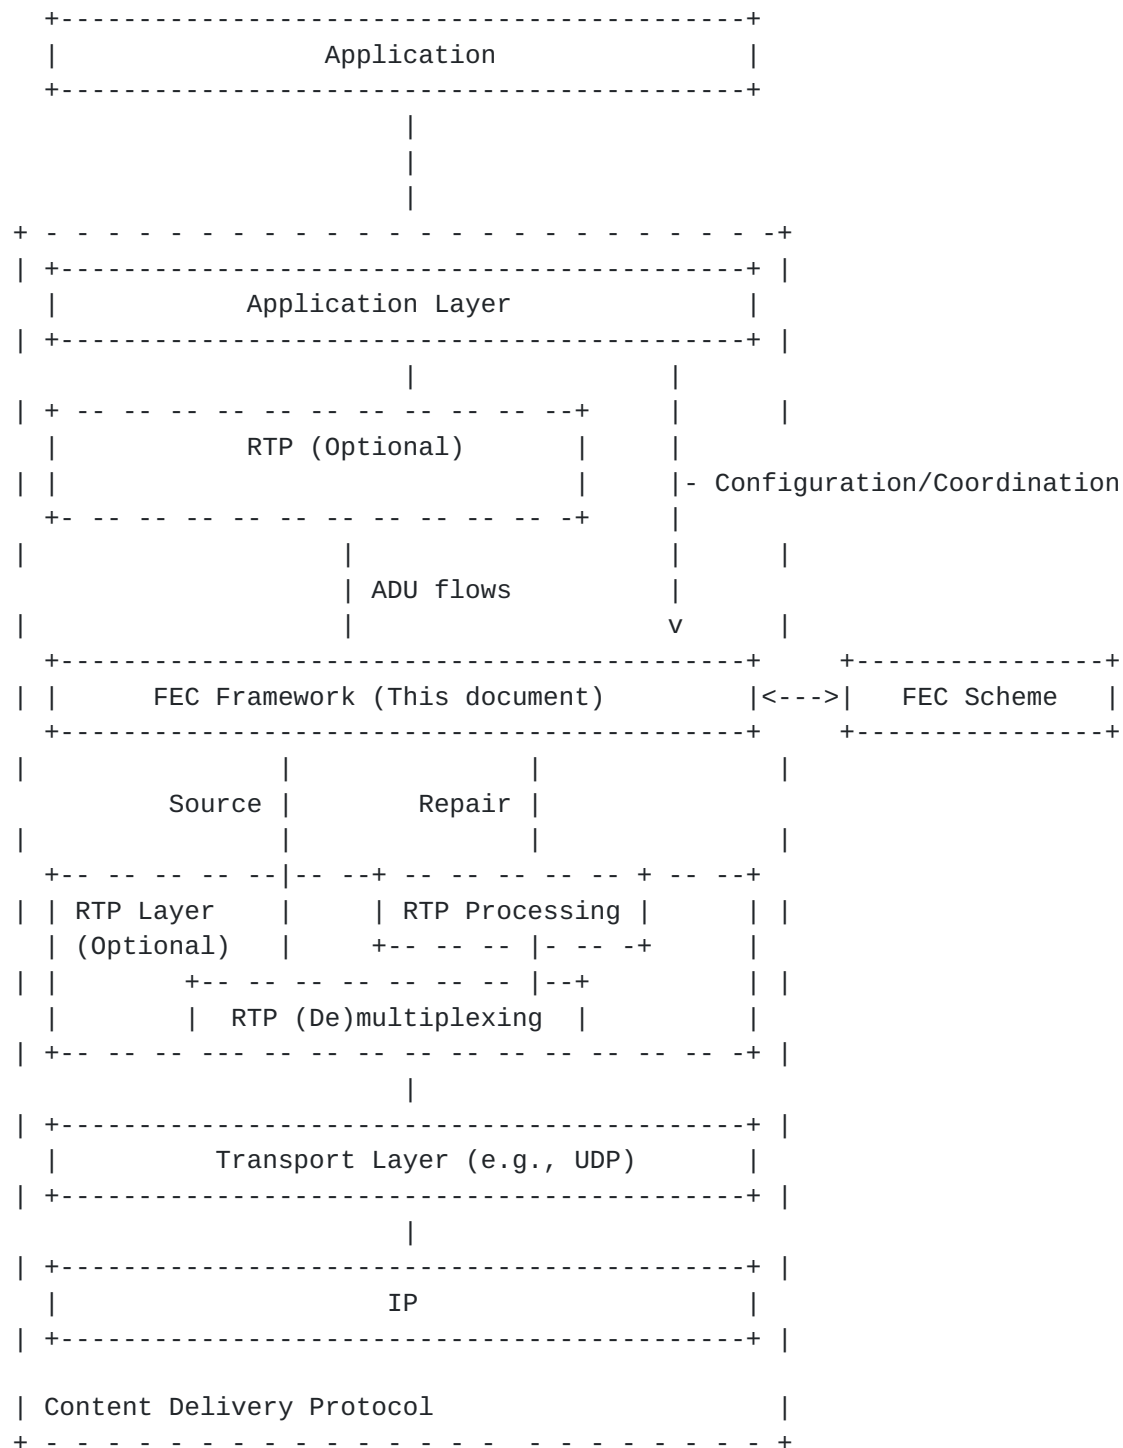 Application
Application Layer
RTP (Optional)
- Configuration/Coordination
ADU flows
v
FEC Framework (This document) <---> FEC Scheme
Source Repair
RTP Layer RTP Processing
(Optional)
RTP (De)multiplexing
Transport Layer (e.g., UDP)
IP
Content Delivery Protocol